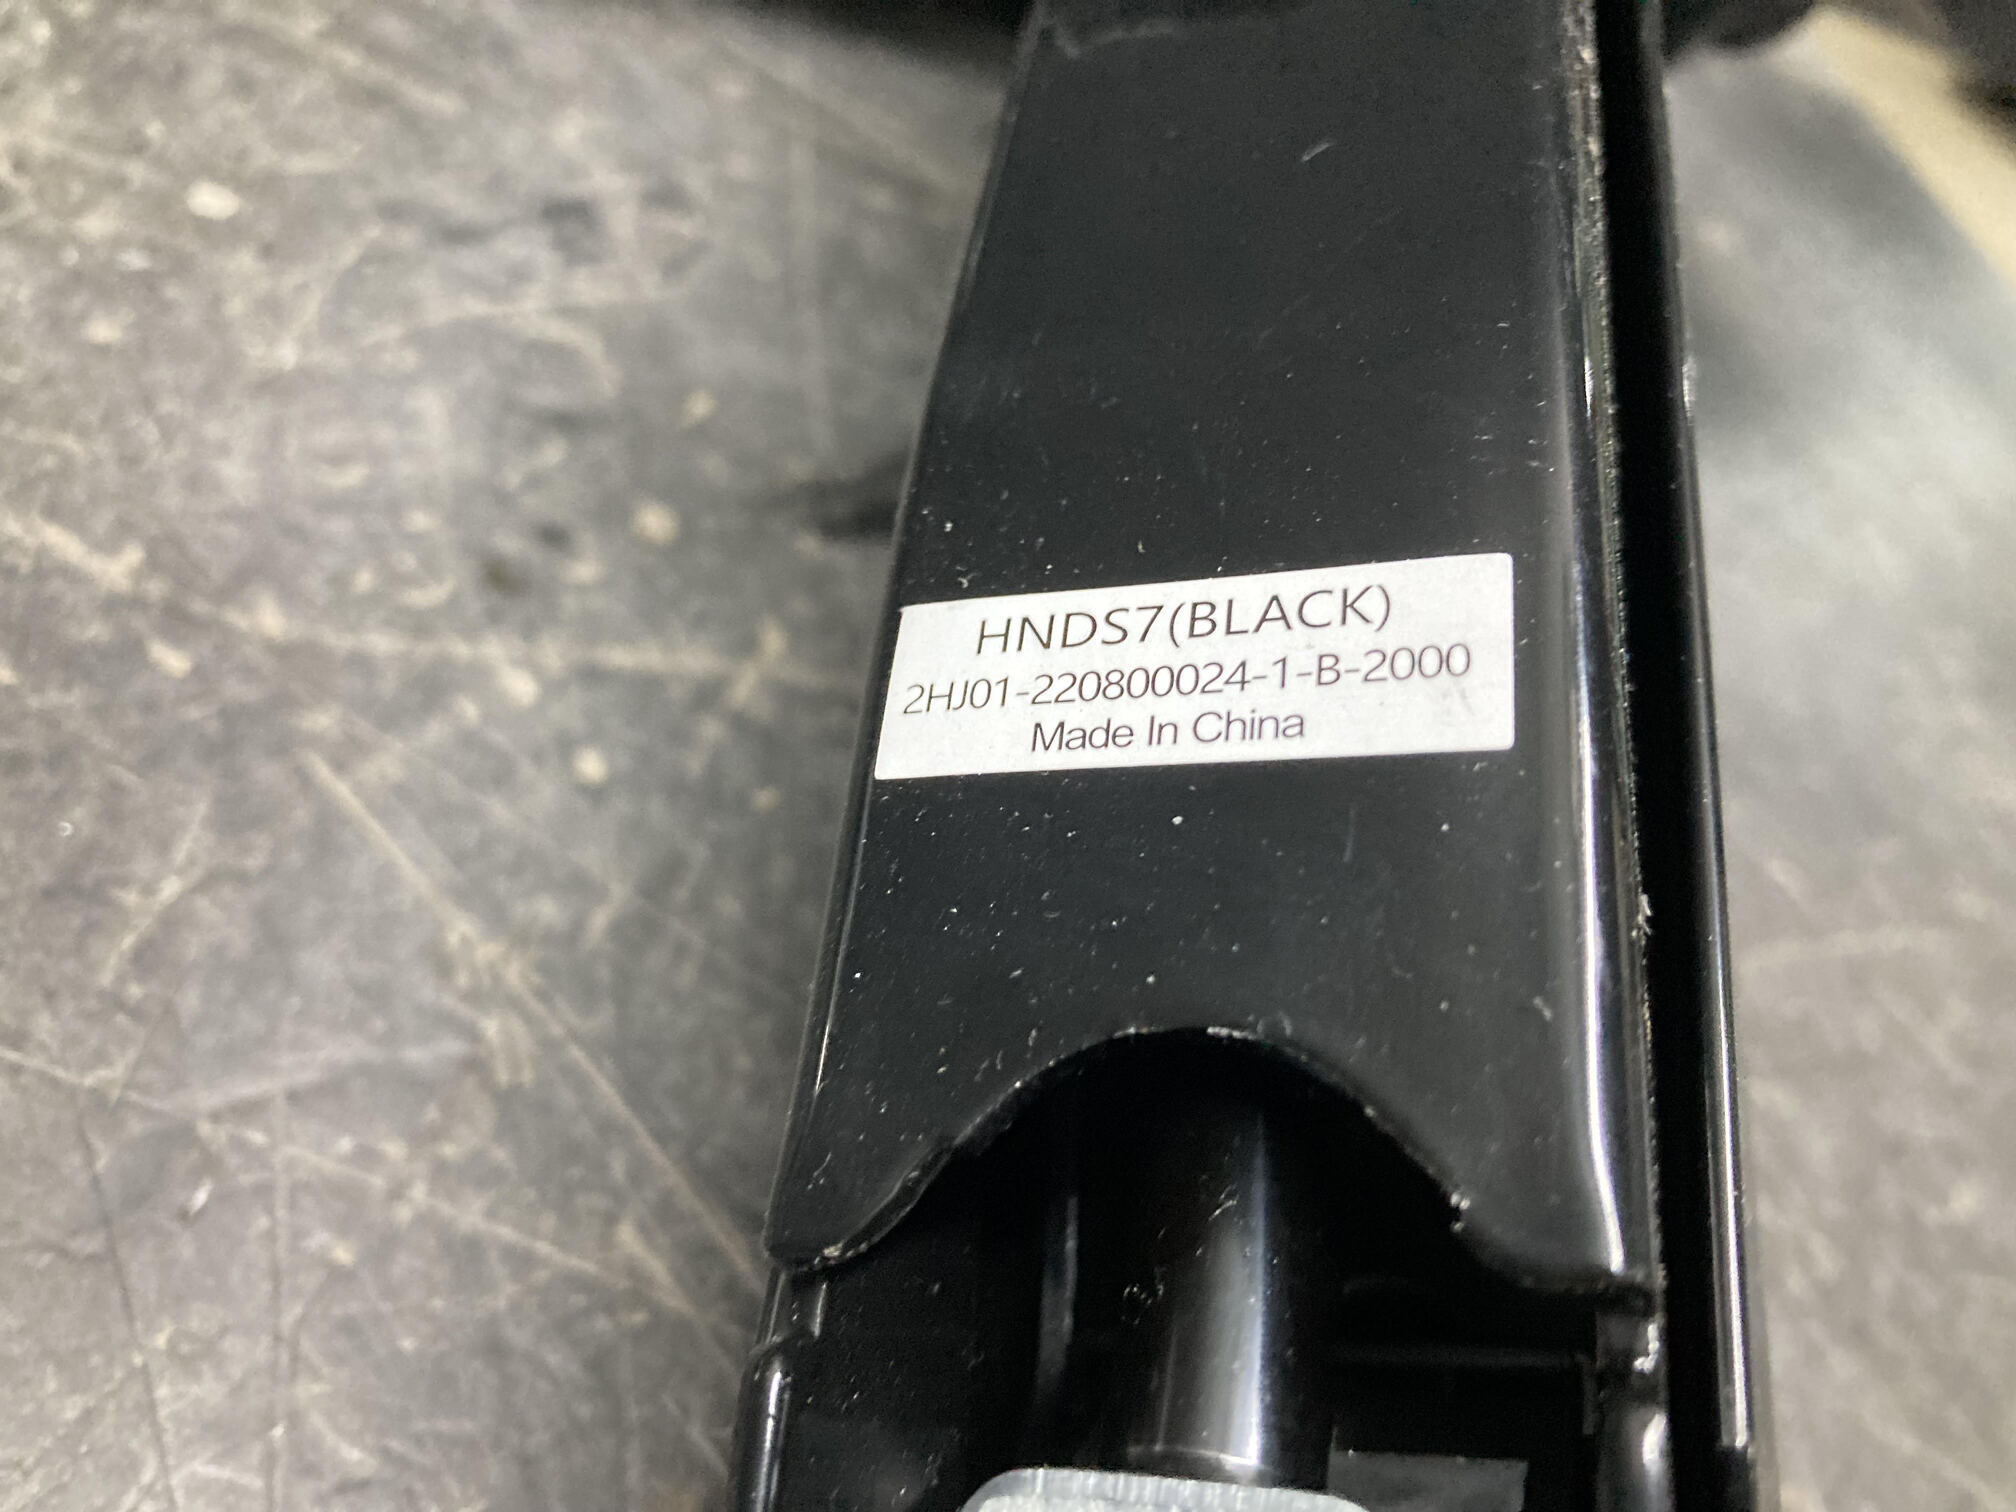 HNDS7(BLACK)
2HJ01-220800024-1-B-2000
Made In China